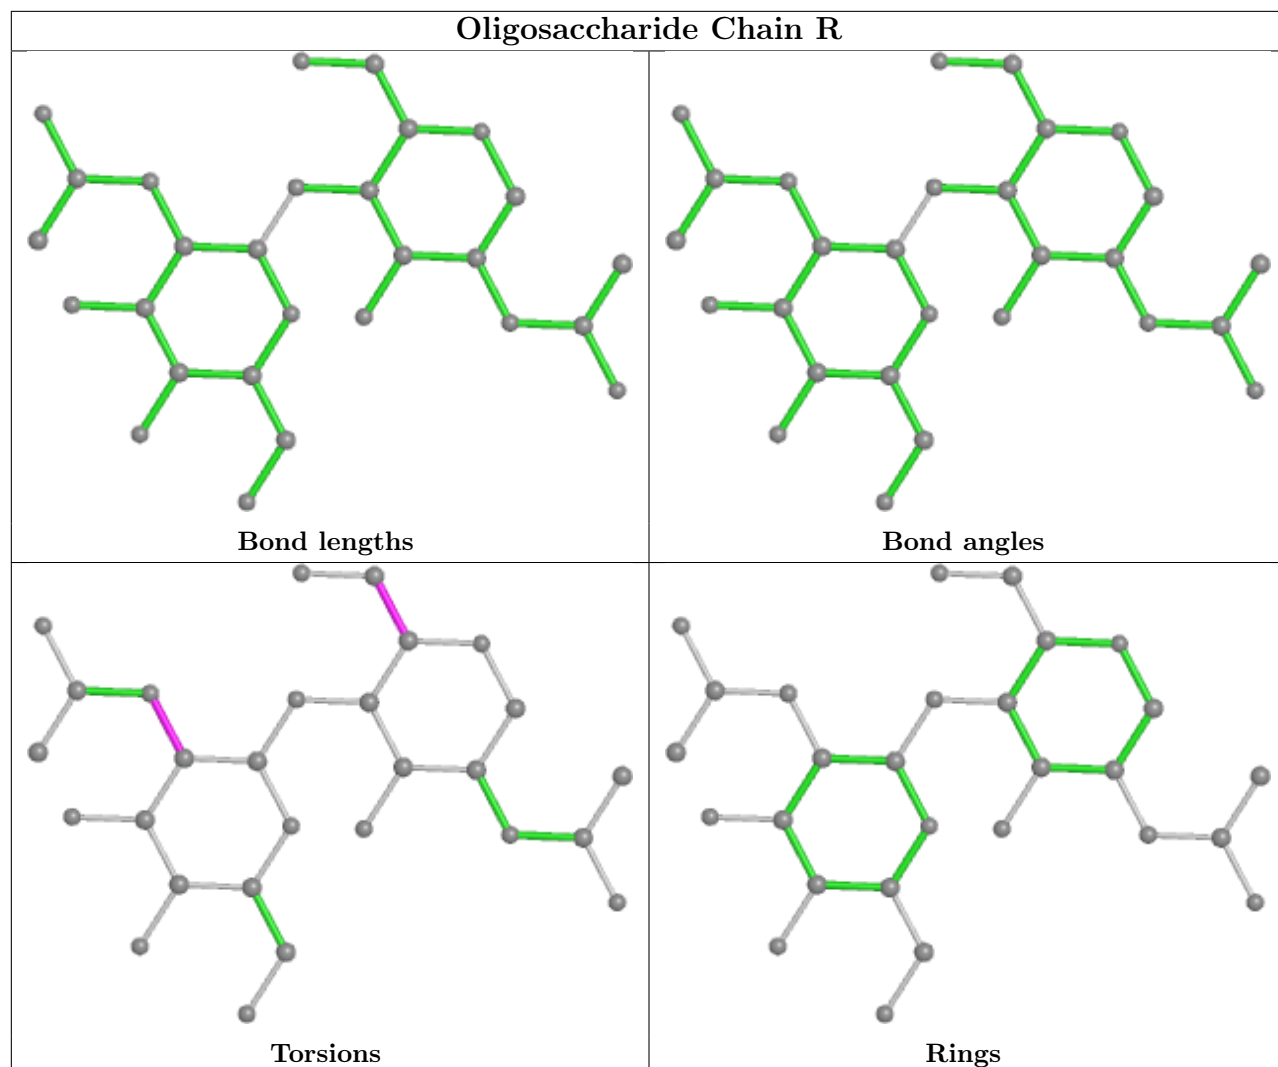 Oligosaccharide Chain R
Bond lengths
Bond angles
Torsions
Rings